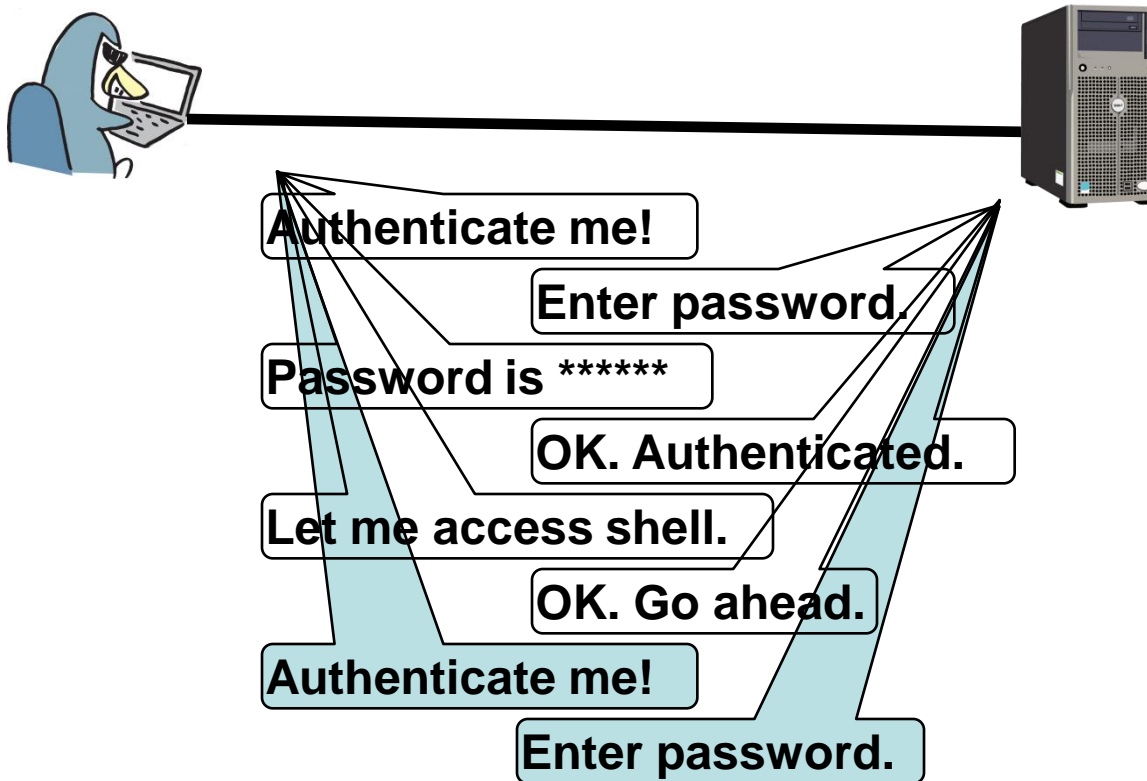 Authenticate me!
Enter password.
Password is ******
OK. Authenticated.
Let me access shell.
OK. Go ahead.
Authenticate me!
Enter password.